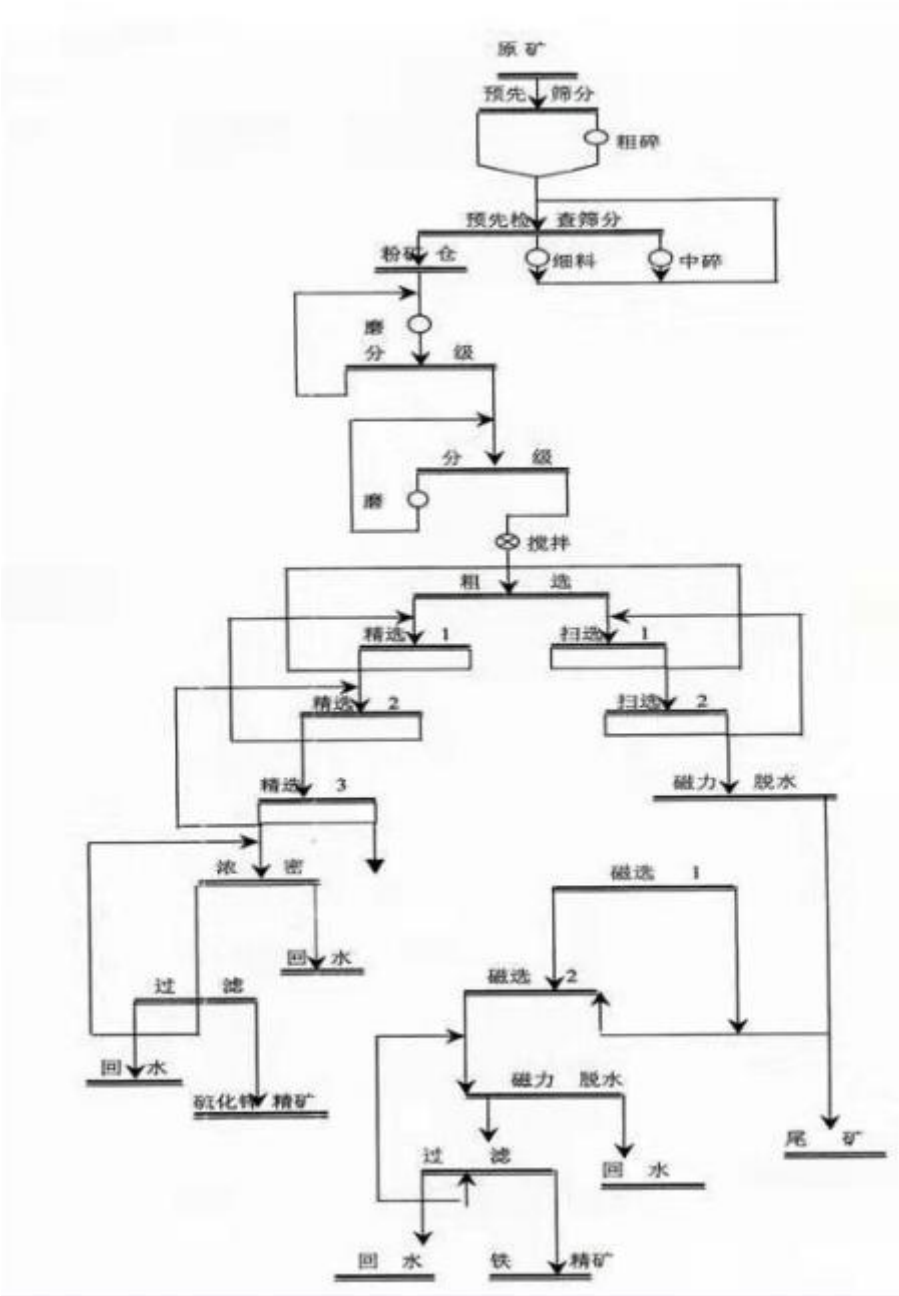 原矿
预先 筛分
粗碎
预先检 查筛分
粉矿 仓
细料
中碎
磨
分 级
分 级
磨
搅拌
粗 选
精选 1
扫选 1
精选 2
扫选 2
精选 3
磁力 脱水
浓 密
磁选 1
回 水
磁选 2
过 滤
回 水
硫化锌 精矿
磁力 脱水
尾 矿
过 滤
回 水
回 水
铁 精矿